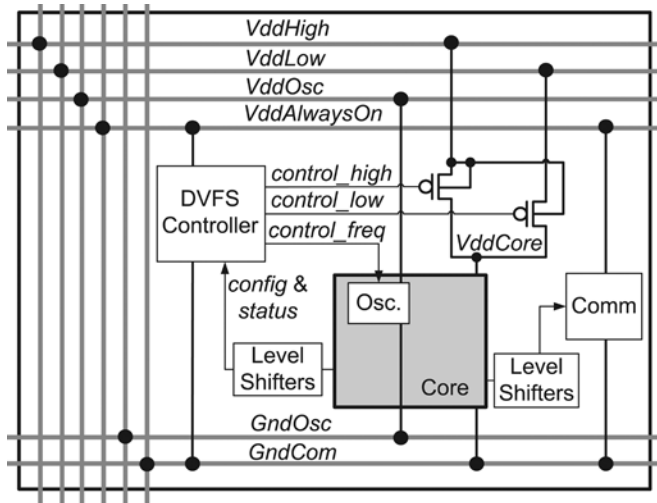 VddHigh
VddLow
VddOsc
VddAlwaysOn
DVFS
Controller
control_high
control_low
control_freq
VddCore
config &
status
Osc.
Comm
Level
Shifters
Core
Level
Shifters
GndOsc
GndCom